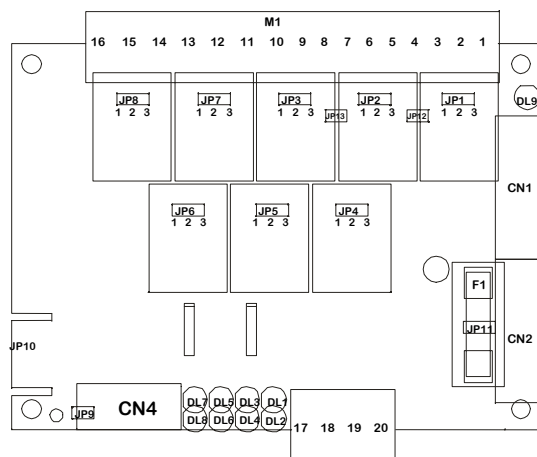 M1
16 15 14 13 12 11 10 9 8 7 6 5 4 3 2 1
JP8 JP7 JP3 JP2 JP1 DL9
1 2 3 1 2 3 1 2 3 JP13 1 2 3 JP12 1 2 3
CN1
JP6 JP5 JP4
1 2 3 1 2 3 1 2 3
F1
JP11 CN2
JP10
CN4 DL7 DL5 DL3 DL1
JP9 DL8 DL6 DL4 DL2
17 18 19 20